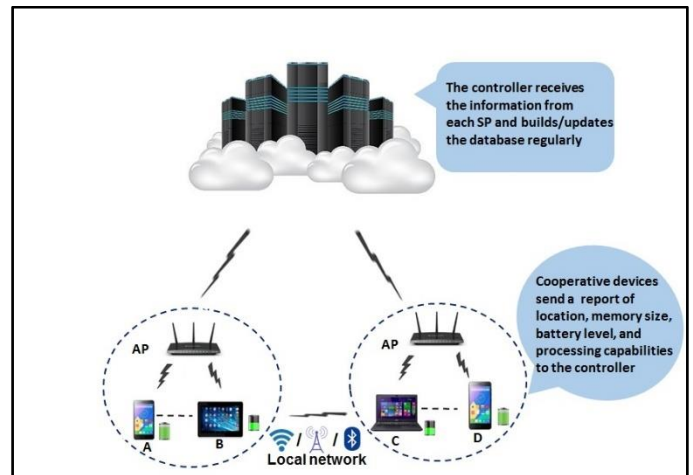 The controller receives
the information from
each SP and builds/updates
the database regularly
Cooperative devices
send a report of
location, memory size,
battery level, and
processing capabilities
to the controller
AP
AP
A
B
C
D
/ /
Local network